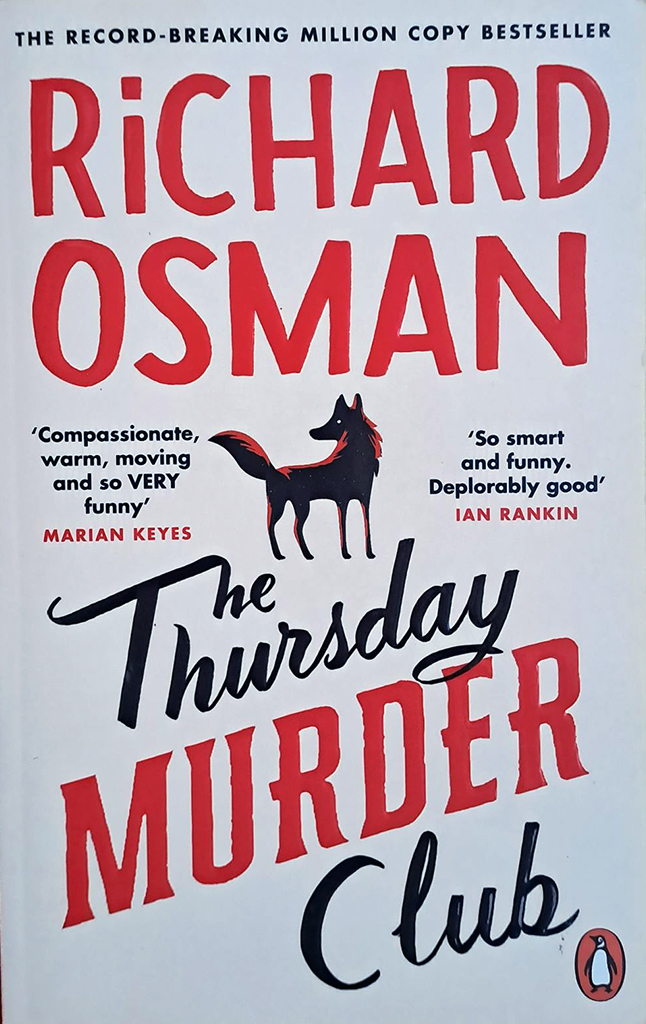 THE RECORD-BREAKING MILLION COPY BESTSELLER
RiCHARD
OSMAN
‘Compassionate,
warm, moving
and so VERY
funny’
MARIAN KEYES
‘So smart
and funny.
Deplorably good’
IAN RANKIN
The
Thursday
MURDER
Club